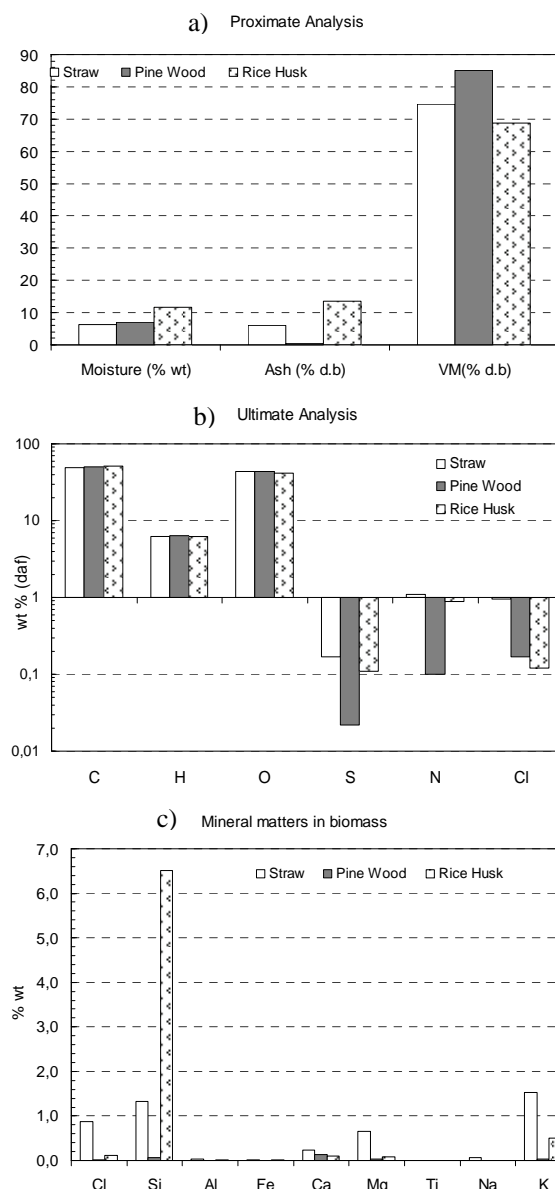 a) Proximate Analysis
90
Straw Pine Wood Rice Husk
80
70
60
50
40
30
20
10
0
Moisture (% wt) Ash (% d.b) VM(% d.b)
b) Ultimate Analysis
100
Straw
Pine Wood
Rice Husk
10
wt % (daf)
1
0,1
0,01
C H O S N Cl
c) Mineral matters in biomass
7,0
Straw Pine Wood Rice Husk
6,0
5,0
4,0
% wt
3,0
2,0
1,0
0,0
Cl Si Al Fe Ca Mg Ti Na K